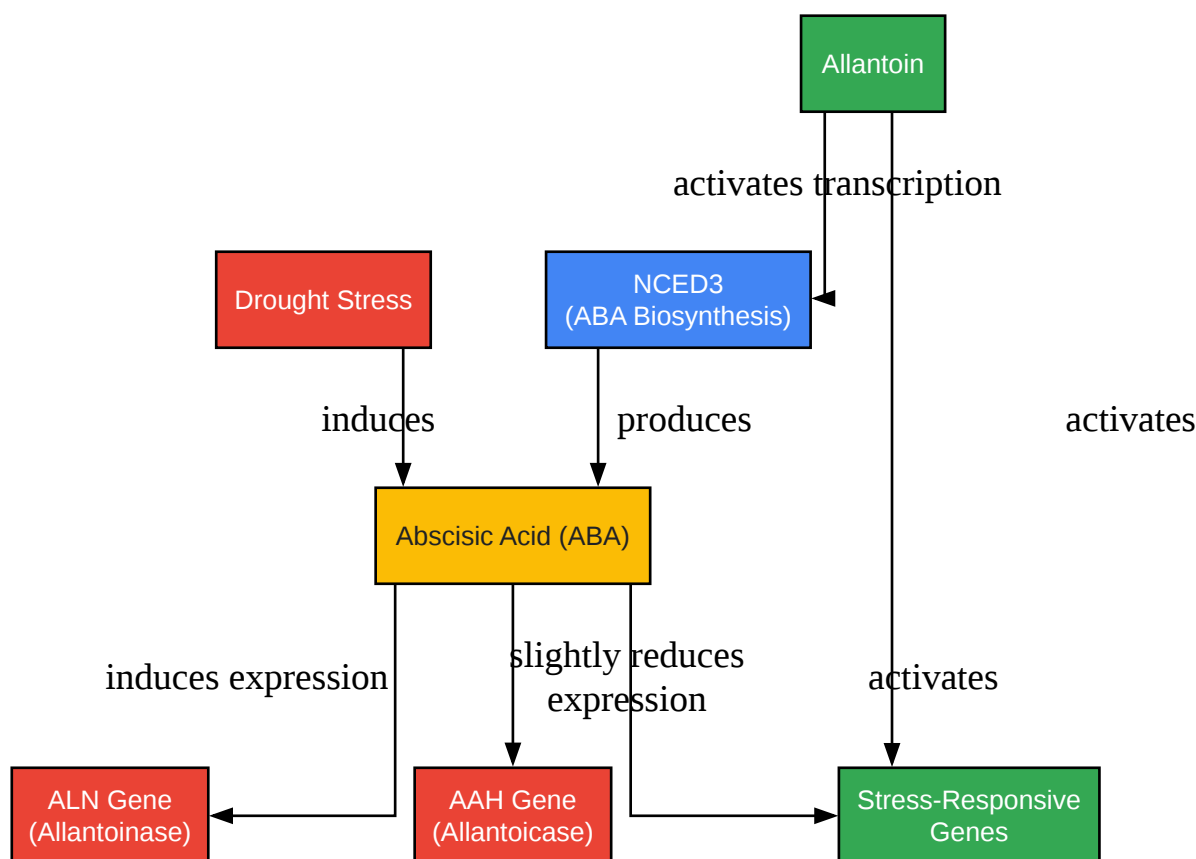 Allantoin
activates transcription
Drought Stress
NCED3
(ABA Biosynthesis)
induces
produces
activates
Abscisic Acid (ABA)
induces expression
slightly reduces
expression
activates
ALN Gene
(Allantoinase)
AAH Gene
(Allantoicase)
Stress-Responsive
Genes